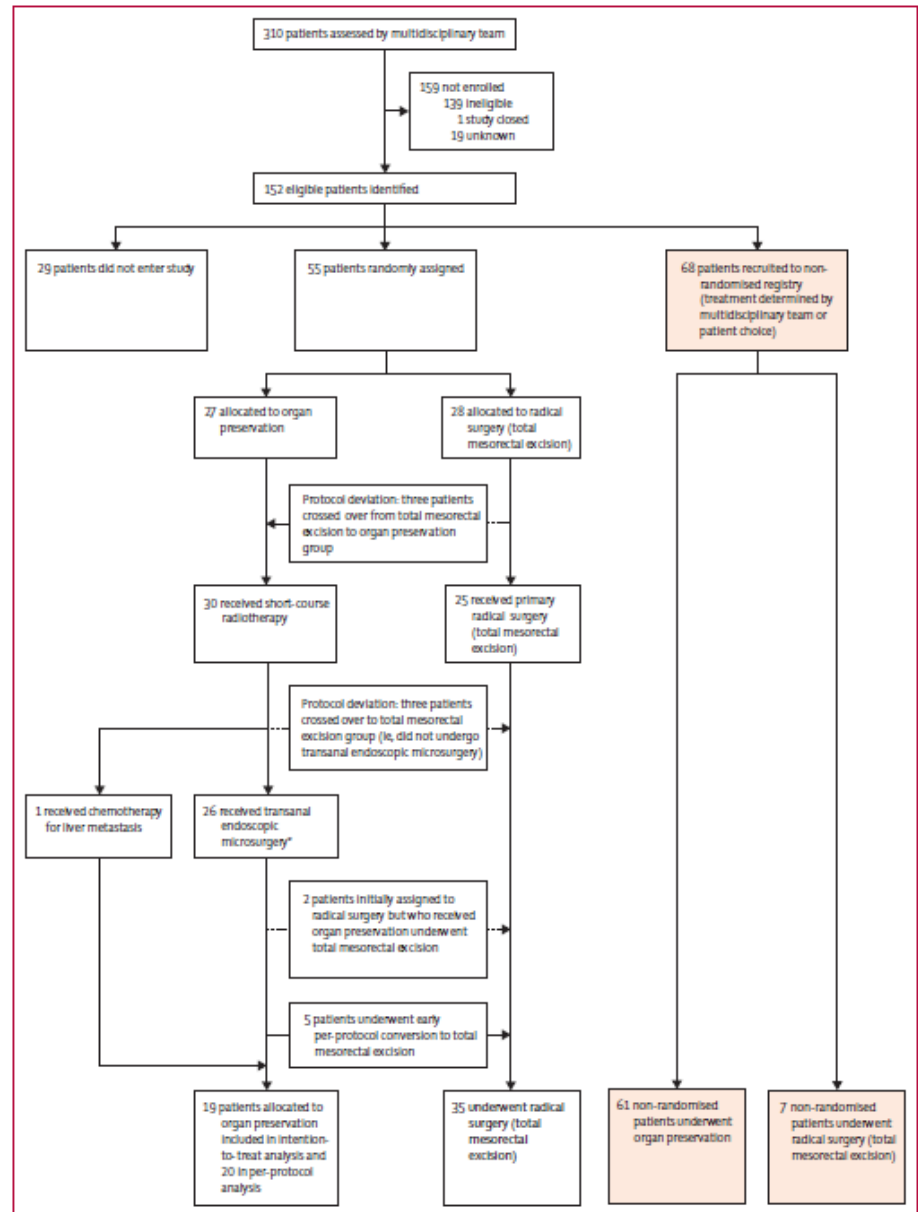 310 patients assessed by multidisciplinary team
159 not enrolled
139 ineligible
1 study closed
19 unknown
152 eligible patients identified
29 patients did not enter study
55 patients randomly assigned
68 patients recruited to non-
randomised registry
(treatment determined by
multidisciplinary team or
patient choice)
27 allocated to organ
preservation
28 allocated to radical
surgery (total
mesorectal excision)
Protocol deviation: three patients
crossed over from total mesorectal
excision to organ preservation
group
30 received short-course
radiotherapy
25 received primary
radical surgery
(total mesorectal
excision)
Protocol deviation: three patients
crossed over to total mesorectal
excision group (ie, did not undergo
transanal endoscopic microsurgery)
1 received chemotherapy
for liver metastasis
26 received transanal
endoscopic
microsurgery*
2 patients initially assigned to
radical surgery but who received
organ preservation underwent
total mesorectal excision
5 patients underwent early
per-protocol conversion to total
mesorectal excision
19 patients allocated to
organ preservation
included in intention-
to-treat analysis and
20 in per-protocol
analysis
35 underwent radical
surgery (total
mesorectal
excision)
61 non-randomised
patients underwent
organ preservation
7 non-randomised
patients underwent
radical surgery (total
mesorectal excision)